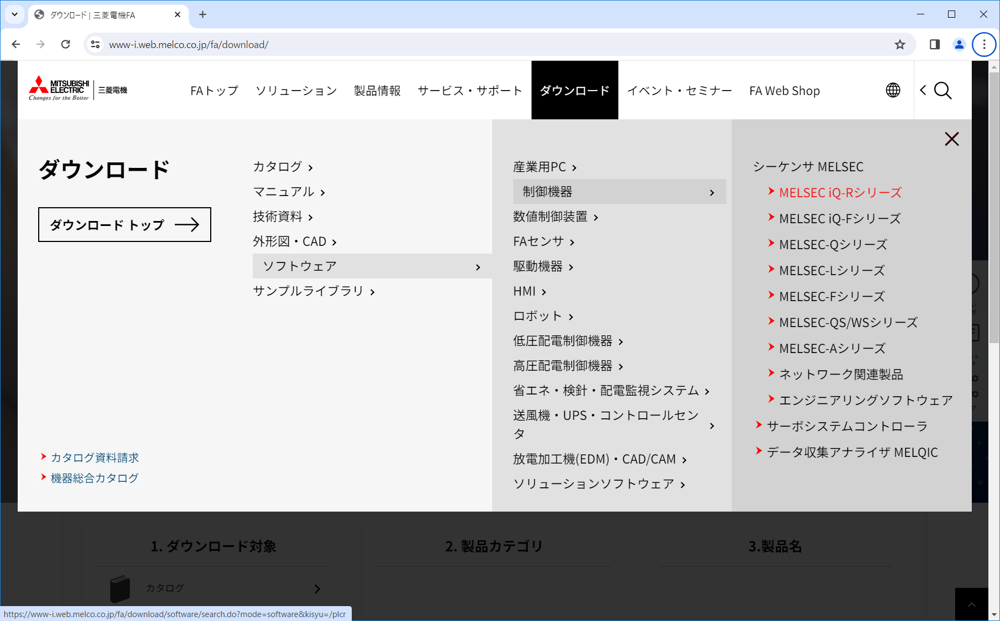 ダウンロード | 三菱電機FA
www-i.web.melco.co.jp/fa/download/
MITSUBISHI ELECTRIC
Changes for the Better
三菱電機
FAトップ
ソリューション
製品情報
サービス・サポート
ダウンロード
イベント・セミナー
FA Web Shop
ダウンロード
ダウンロード トップ
カタログ資料請求
機器総合カタログ
カタログ
マニュアル
技術資料
外形図・CAD
ソフトウェア
サンプルライブラリ
産業用PC
制御機器
数値制御装置
FAセンサ
駆動機器
HMI
ロボット
低圧配電制御機器
高圧配電制御機器
省エネ・検針・配電監視システム
送風機・UPS・コントロールセン
タ
放電加工機(EDM)・CAD/CAM
ソリューションソフトウェア
シーケンサ MELSEC
MELSEC iQ-Rシリーズ
MELSEC iQ-Fシリーズ
MELSEC-Qシリーズ
MELSEC-Lシリーズ
MELSEC-Fシリーズ
MELSEC-QS/WSシリーズ
MELSEC-Aシリーズ
ネットワーク関連製品
エンジニアリングソフトウェア
サーボシステムコントローラ
データ収集アナライザ MELQIC
1. ダウンロード対象
2. 製品カテゴリ
3.製品名
カタログ
https://www-i.web.melco.co.jp/fa/download/software/search.do?mode=software&kisyu=/plcr